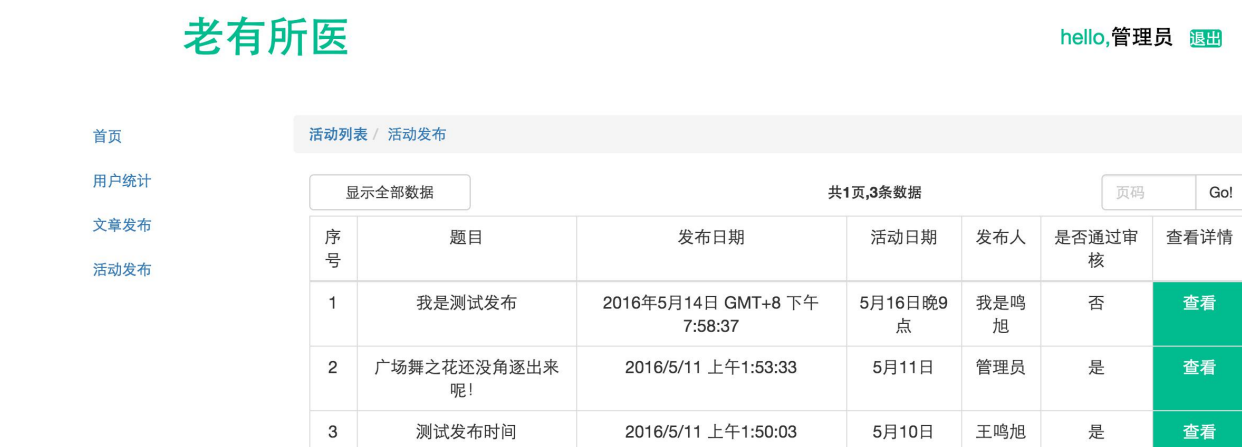 老有所医
hello,管理员 退出
首页
用户统计
文章发布
活动发布
活动列表 / 活动发布
显示全部数据 共1页,3条数据 页码 Go!
序号 题目 发布日期 活动日期 发布人 是否通过审核 查看详情
1 我是测试发布 2016年5月14日 GMT+8 下午7:58:37 5月16日晚9点 我是鸣旭 否 查看
2 广场舞之花还没角逐出来呢! 2016/5/11 上午1:53:33 5月11日 管理员 是 查看
3 测试发布时间 2016/5/11 上午1:50:03 5月10日 王鸣旭 是 查看